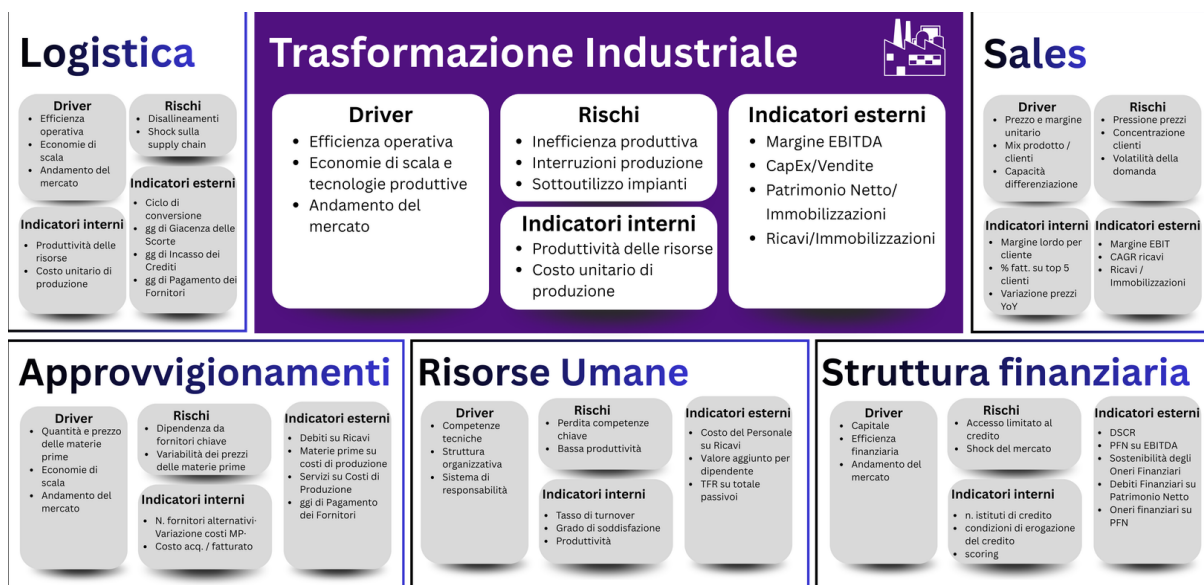 Logistica
Driver
• Efficienza
operativa
• Economie di
scala
• Andamento del
mercato
Rischi
• Disallineamenti
• Shock sulla
supply chain
Indicatori interni
• Produttività delle
risorse
• Costo unitario di
produzione
Indicatori esterni
• Ciclo di
conversione
• gg di Giacenza delle
Scorte
• gg di Incasso dei
Crediti
• gg di Pagamento dei
Fornitori
Trasformazione Industriale
Driver
• Efficienza operativa
• Economie di scala e
tecnologie produttive
• Andamento del
mercato
Rischi
• Inefficienza produttiva
• Interruzioni produzione
• Sottoutilizzo impianti
Indicatori interni
• Produttività delle risorse
• Costo unitario di
produzione
Indicatori esterni
• Margine EBITDA
• CapEx/Vendite
• Patrimonio Netto/
Immobilizzazioni
• Ricavi/Immobilizzazioni
Sales
Driver
• Prezzo e margine
unitario
• Mix prodotto /
clienti
• Capacità
differenziazione
Rischi
• Pressione prezzi
• Concentrazione
clienti
• Volatilità della
domanda
Indicatori interni
• Margine lordo per
cliente
• % fatt. su top 5
clienti
• Variazione prezzi
YoY
Indicatori esterni
• Margine EBIT
• CAGR ricavi
• Ricavi /
Immobilizzazioni
Approvvigionamenti
Driver
• Quantità e prezzo
delle materie
prime
• Economie di
scala
• Andamento del
mercato
Rischi
• Dipendenza da
fornitori chiave
• Variabilità dei prezzi
delle materie prime
Indicatori interni
• N. fornitori alternativi·
Variazione costi MP·
• Costo acq. / fatturato
Indicatori esterni
• Debiti su Ricavi
• Materie prime su
costi di produzione
• Servizi su Costi di
Produzione
• ggi di Pagamento
dei Fornitori
Risorse Umane
Driver
• Competenze
tecniche
• Struttura
organizzativa
• Sistema di
responsabilità
Rischi
• Perdita competenze
chiave
• Bassa produttività
Indicatori interni
• Tasso di turnover
• Grado di soddisfazione
• Produttività
Indicatori esterni
• Costo del Personale
su Ricavi
• Valore aggiunto per
dipendente
• TFR su totale
passivoi
Struttura finanziaria
Driver
• Capitale
• Efficienza
finanziaria
• Andamento del
mercato
Rischi
• Accesso limitato al
credito
• Shock del mercato
Indicatori interni
• n. istituti di credito
• condizioni di erogazione
del credito
• scoring
Indicatori esterni
• DSCR
• PFN su EBITDA
• Sostenibilità degli
Oneri Finanziari
• Debiti Finanziari su
Patrimonio Netto
• Oneri finanziari su
PFN